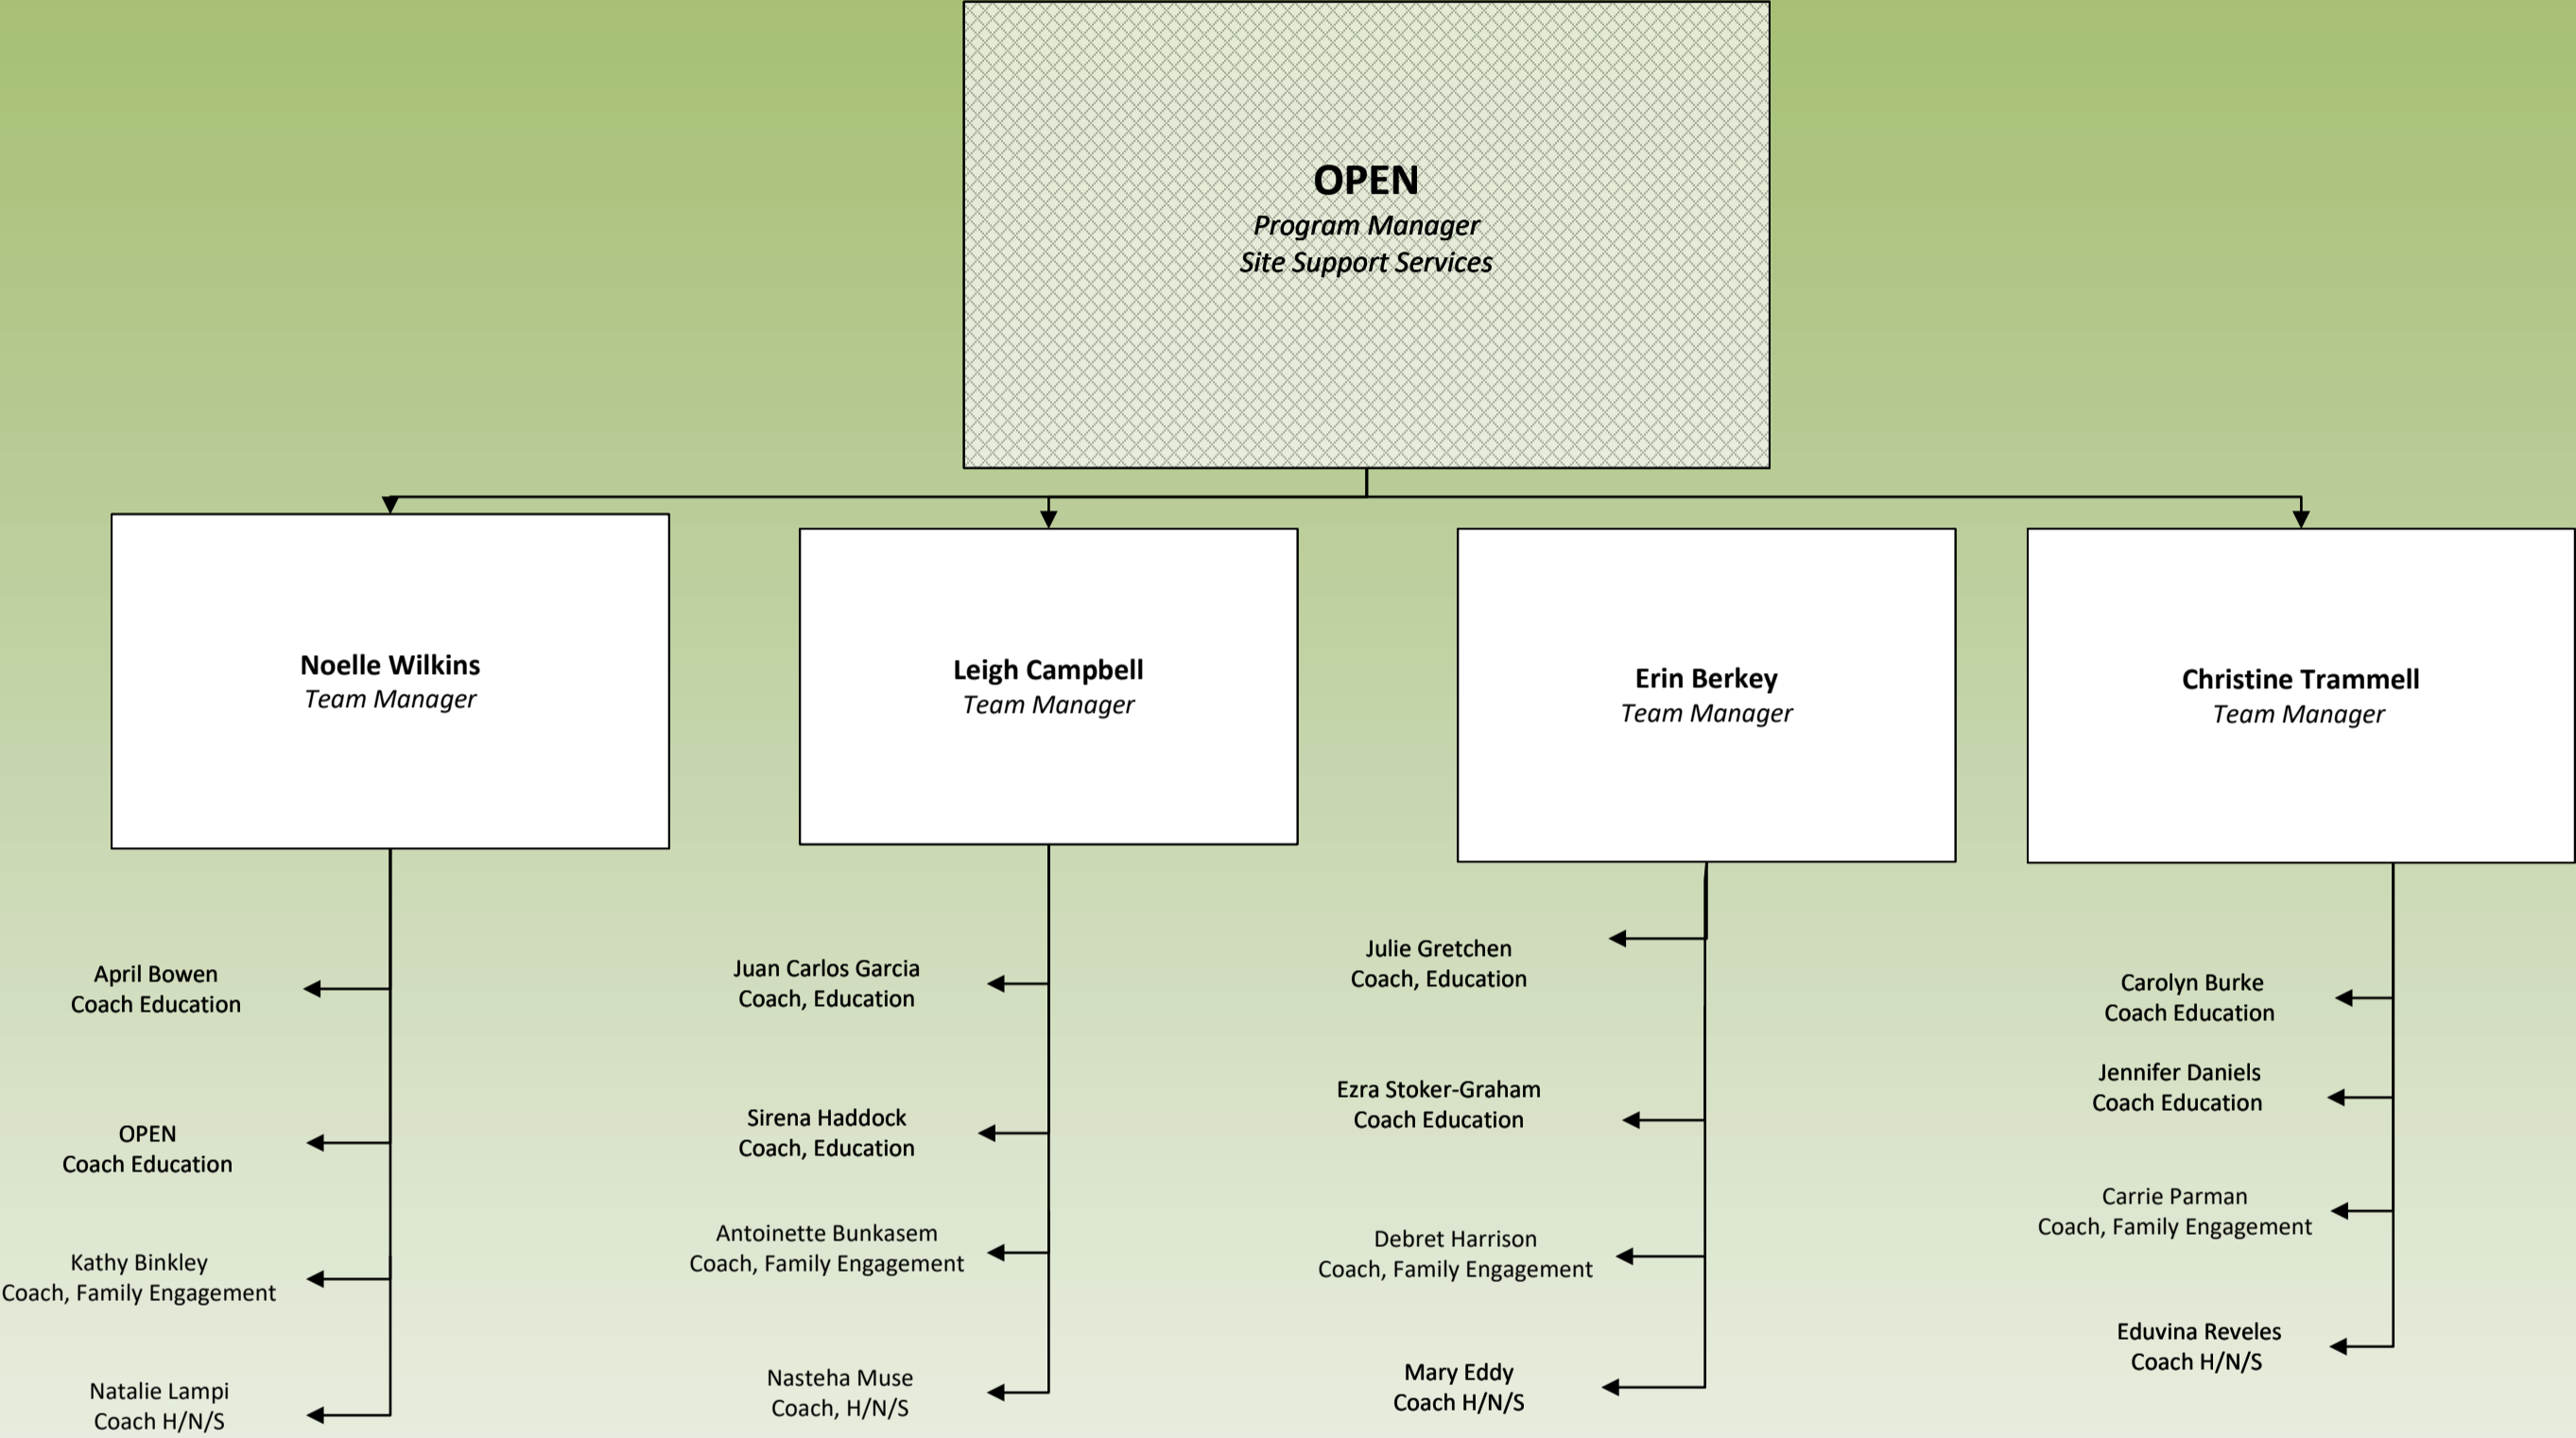 OPEN
Program Manager
Site Support Services
Noelle Wilkins
Team Manager
April Bowen
Coach Education
OPEN
Coach Education
Kathy Binkley
Coach, Family Engagement
Natalie Lampi
Coach H/N/S
Leigh Campbell
Team Manager
Juan Carlos Garcia
Coach, Education
Sirena Haddock
Coach, Education
Antoinette Bunkasem
Coach, Family Engagement
Nasteha Muse
Coach, H/N/S
Erin Berkey
Team Manager
Julie Gretchen
Coach, Education
Ezra Stoker-Graham
Coach Education
Debret Harrison
Coach, Family Engagement
Mary Eddy
Coach H/N/S
Christine Trammell
Team Manager
Carolyn Burke
Coach Education
Jennifer Daniels
Coach Education
Carrie Parman
Coach, Family Engagement
Eduvina Reveles
Coach H/N/S